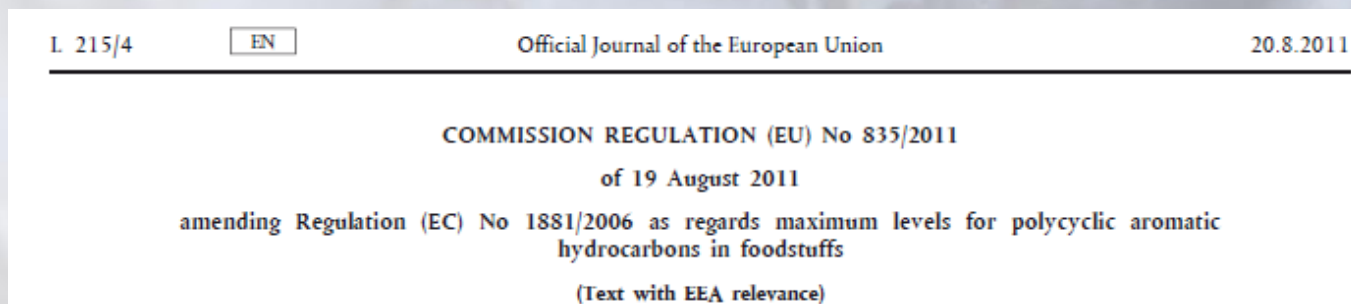 L 215/4 EN Official Journal of the European Union 20.8.2011
COMMISSION REGULATION (EU) No 835/2011
of 19 August 2011
amending Regulation (EC) No 1881/2006 as regards maximum levels for polycyclic aromatic
hydrocarbons in foodstuffs
(Text with EEA relevance)